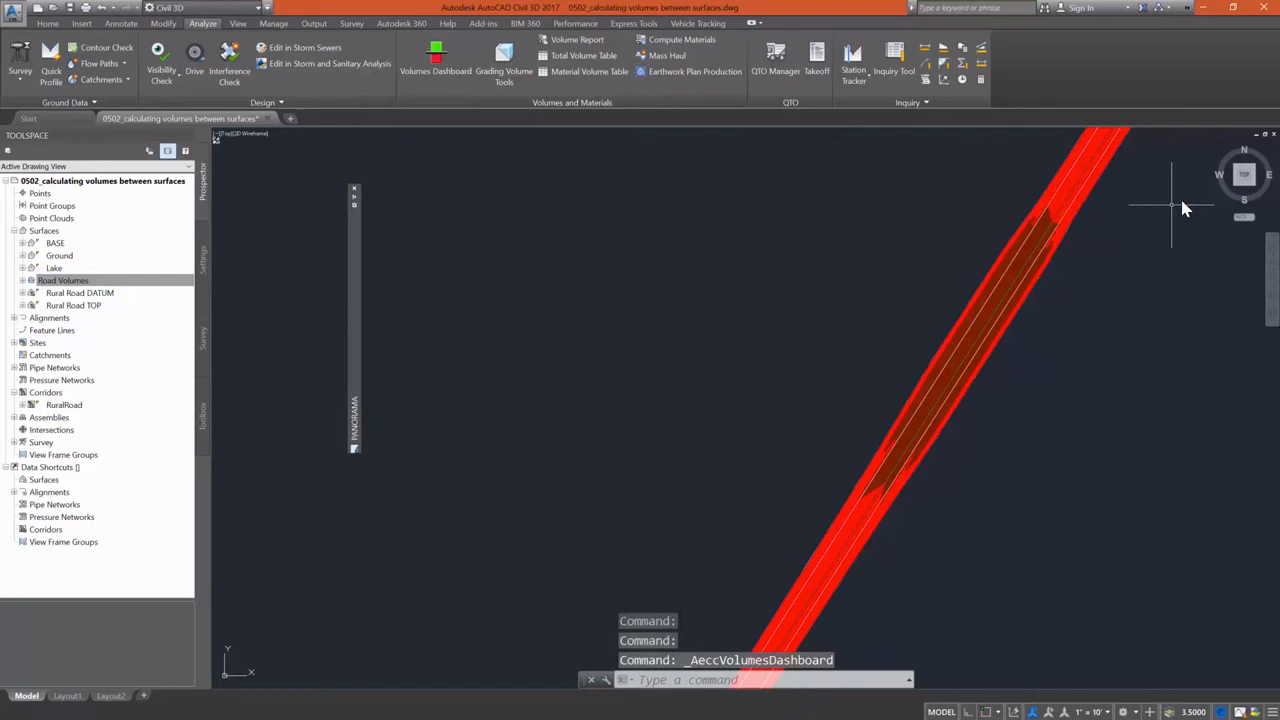 Civil 3D
Autodesk AutoCAD Civil 3D 2017 0502_calculating volumes between surfaces.dwg
Type a keyword or phrase
Sign In
Home Insert Annotate Modify Analyze View Manage Output Survey Autodesk 360 Help Add-ins BIM 360 Performance Express Tools Vehicle Tracking
Survey
Quick Profile
Contour Check
Flow Paths
Catchments
Visibility Check
Drive
Interference Check
Edit in Storm Sewers
Edit in Storm and Sanitary Analysis
Volumes Dashboard
Grading Volume Tools
Volume Report
Total Volume Table
Material Volume Table
Compute Materials
Mass Haul
Earthwork Plan Production
QTO Manager
Takeoff
Station Tracker
Inquiry Tool
Ground Data
Design
Volumes and Materials
QTO
Inquiry
Start
0502_calculating volumes between surfaces*
TOOLSPACE
[-][Top][2D Wireframe]
Active Drawing View
0502_calculating volumes between surfaces
Points
Point Groups
Point Clouds
Surfaces
BASE
Ground
Lake
Road Volumes
Rural Road DATUM
Rural Road TOP
Alignments
Feature Lines
Sites
Catchments
Pipe Networks
Pressure Networks
Corridors
RuralRoad
Assemblies
Intersections
Survey
View Frame Groups
Data Shortcuts []
Surfaces
Alignments
Pipe Networks
Pressure Networks
Corridors
View Frame Groups
Prospector
Settings
Survey
Toolbox
PANORAMA
N
W TOP E
S
Y
X
Command:
Command:
Command: _AeccVolumesDashboard
Type a command
Model Layout1 Layout2
MODEL
1" = 10'
3.5000